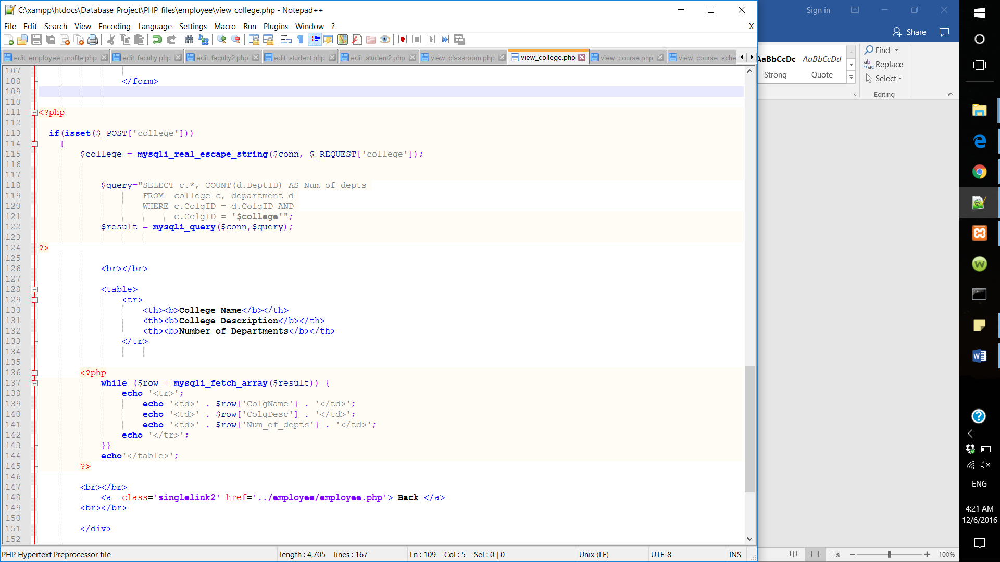 C:\xampp\htdocs\Database_Project\PHP_files\employee\view_college.php - Notepad++
Sign in
File Edit Search View Encoding Language Settings Macro Run Plugins Window ? X
Share
edit_employee_profile.php edit_faculty.php edit_faculty2.php edit_student.php edit_student2.php view_classroom.php view_college.php view_course.php view_course_sche
AaBbCcDc AaBbCcDd
Strong Quote
Find
Replace
Select
Editing
107
108 </form>
109
110
111 <?php
112
113 if(isset($_POST['college']))
114 {
115 $college = mysqli_real_escape_string($conn, $_REQUEST['college']);
116
117
118 $query="SELECT c.*, COUNT(d.DeptID) AS Num_of_depts
119 FROM college c, department d
120 WHERE c.ColgID = d.ColgID AND
121 c.ColgID = '$college'";
122 $result = mysqli_query($conn,$query);
123
124 ?>
125
126 <br></br>
127
128 <table>
129 <tr>
130 <th><b>College Name</b></th>
131 <th><b>College Description</b></th>
132 <th><b>Number of Departments</b></th>
133 </tr>
134
135
136 <?php
137 while ($row = mysqli_fetch_array($result)) {
138 echo '<tr>';
139 echo '<td>' . $row['ColgName'] . '</td>';
140 echo '<td>' . $row['ColgDesc'] . '</td>';
141 echo '<td>' . $row['Num_of_depts'] . '</td>';
142 echo '</tr>';
143 }}
144 echo'</table>';
145 ?>
146
147 <br></br>
148 <a class='singlelink2' href='../employee/employee.php'> Back </a>
149 <br></br>
150
151 </div>
152
PHP Hypertext Preprocessor file length : 4,705 lines : 167 Ln : 109 Col : 5 Sel : 0 | 0 Unix (LF) UTF-8 INS
100%
ENG
4:21 AM
12/6/2016